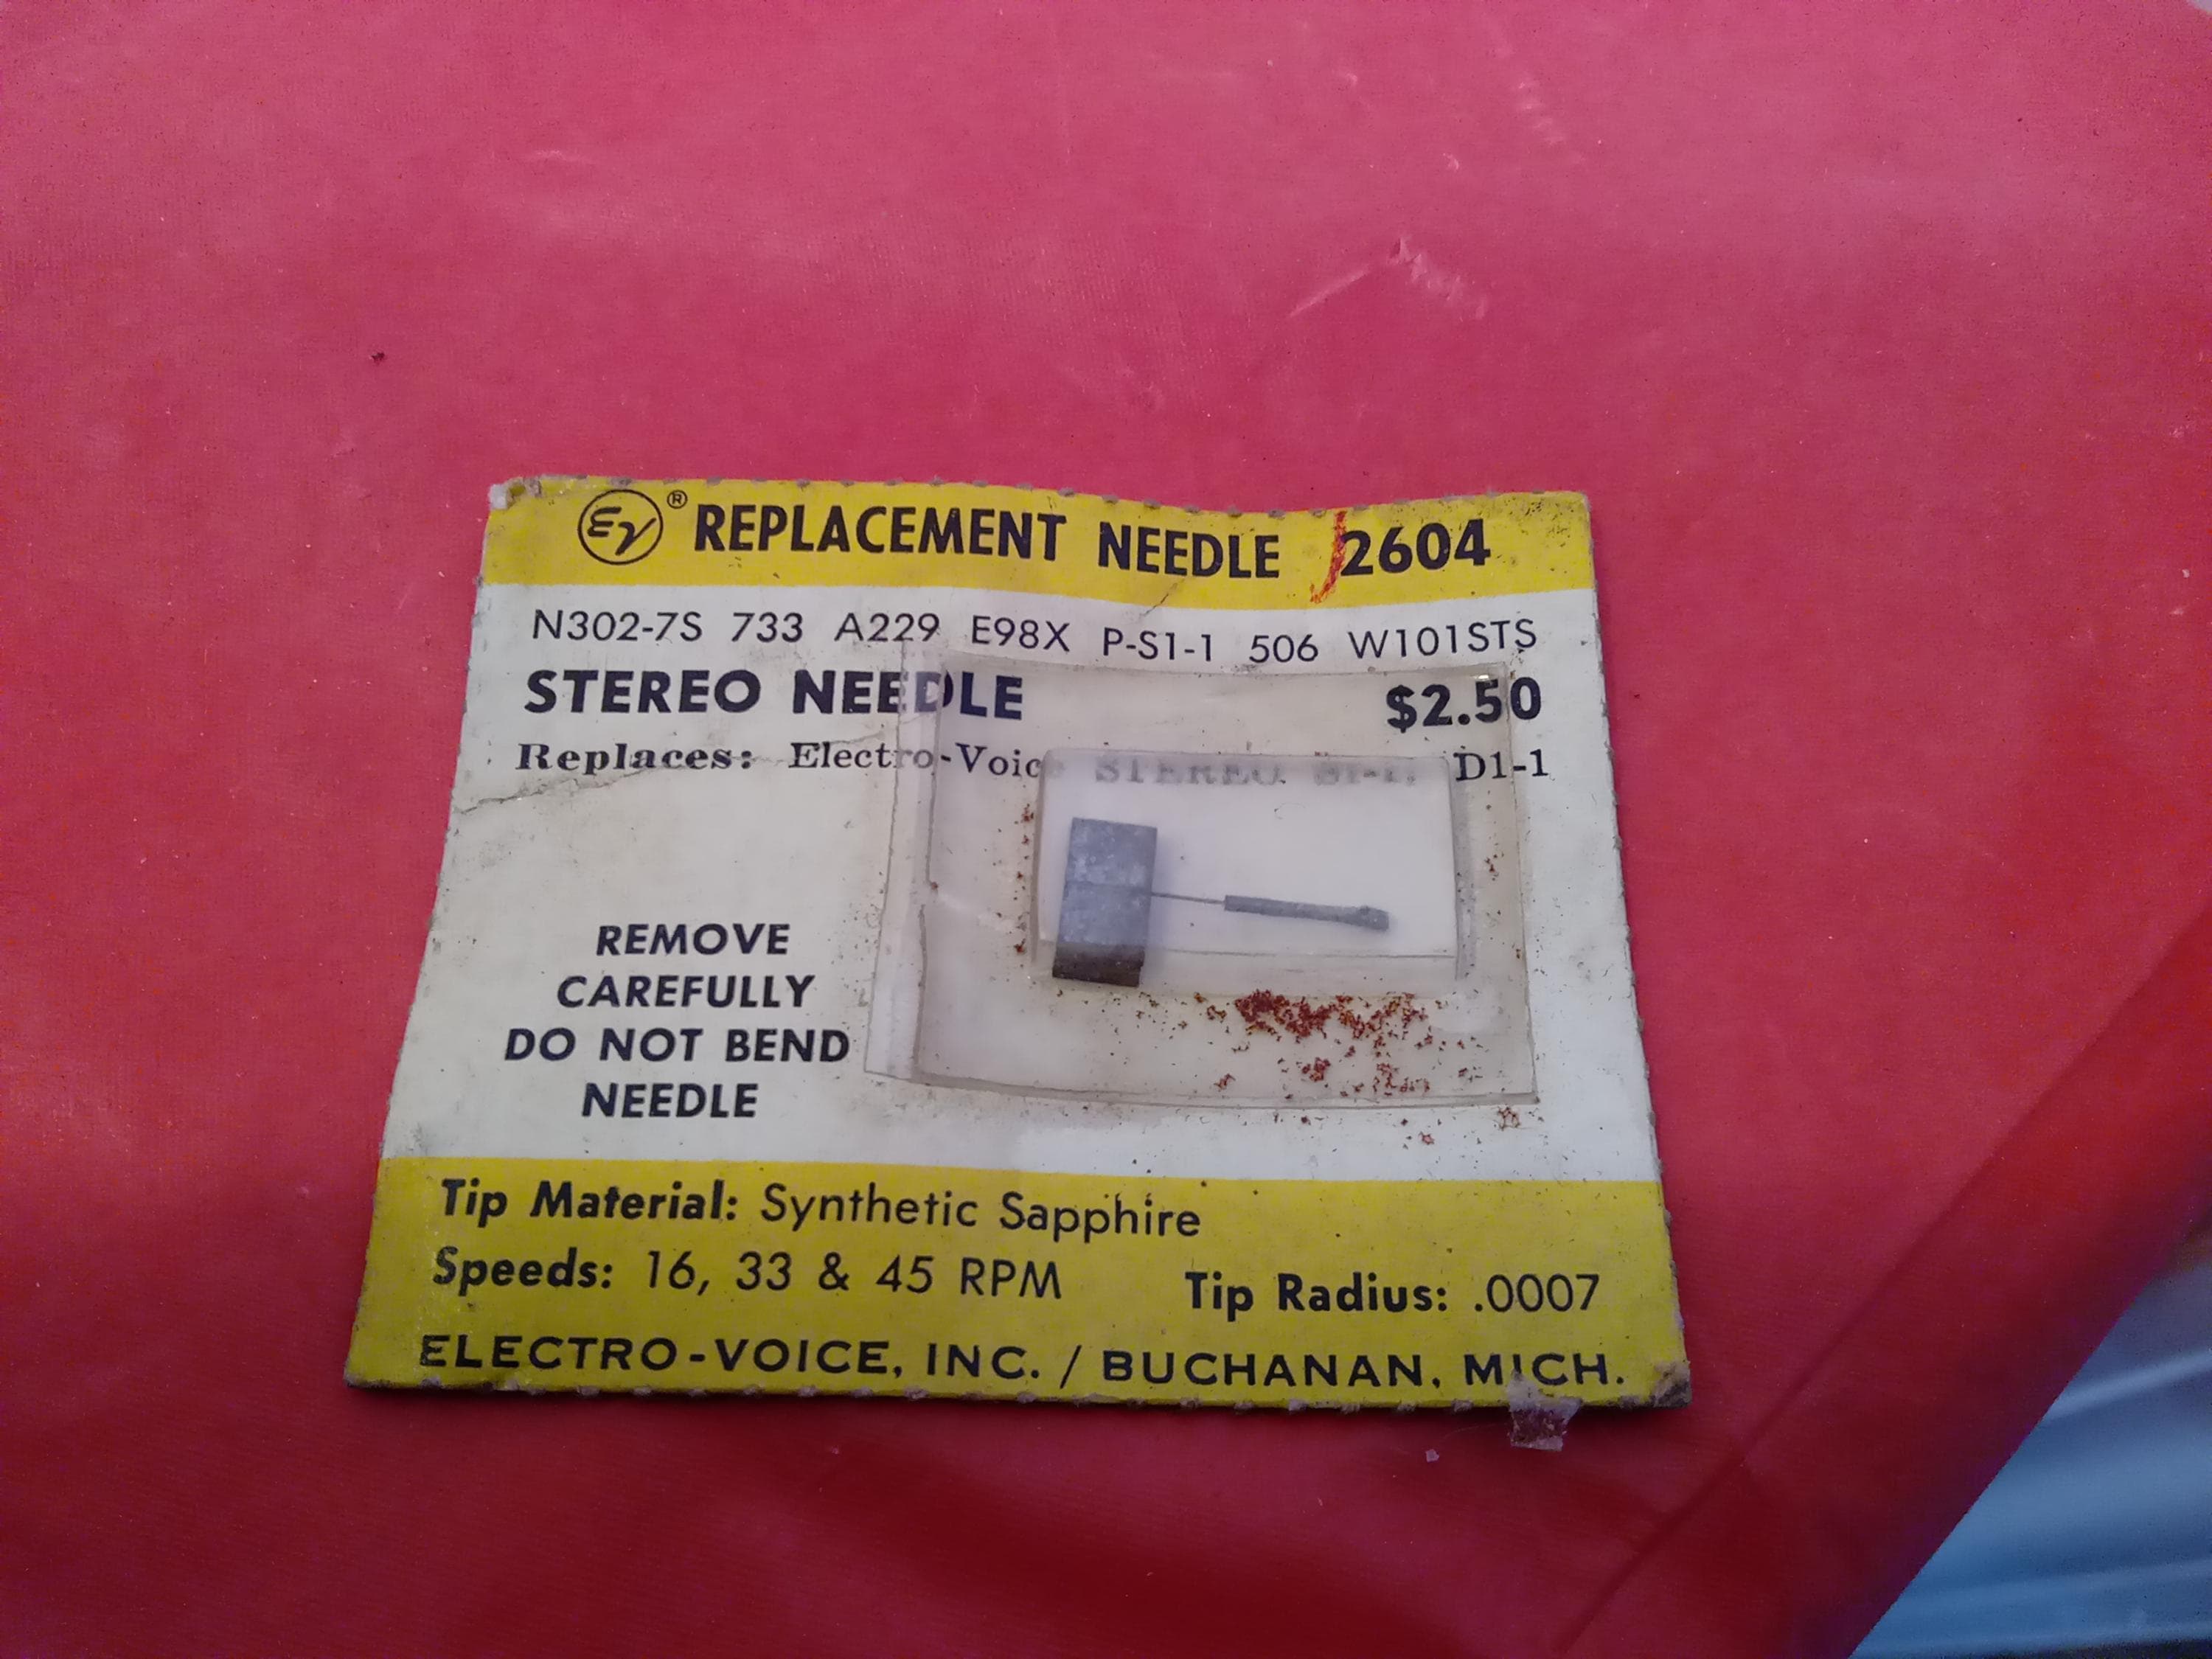 EV® REPLACEMENT NEEDLE 2604
N302-7S 733 A229 E98X P-S1-1 506 W101STS
STEREO NEEDLE $2.50
Replaces: Electro-Voice STEREO D1-1
REMOVE
CAREFULLY
DO NOT BEND
NEEDLE
Tip Material: Synthetic Sapphire
Speeds: 16, 33 & 45 RPM Tip Radius: .0007
ELECTRO-VOICE, INC. / BUCHANAN, MICH.